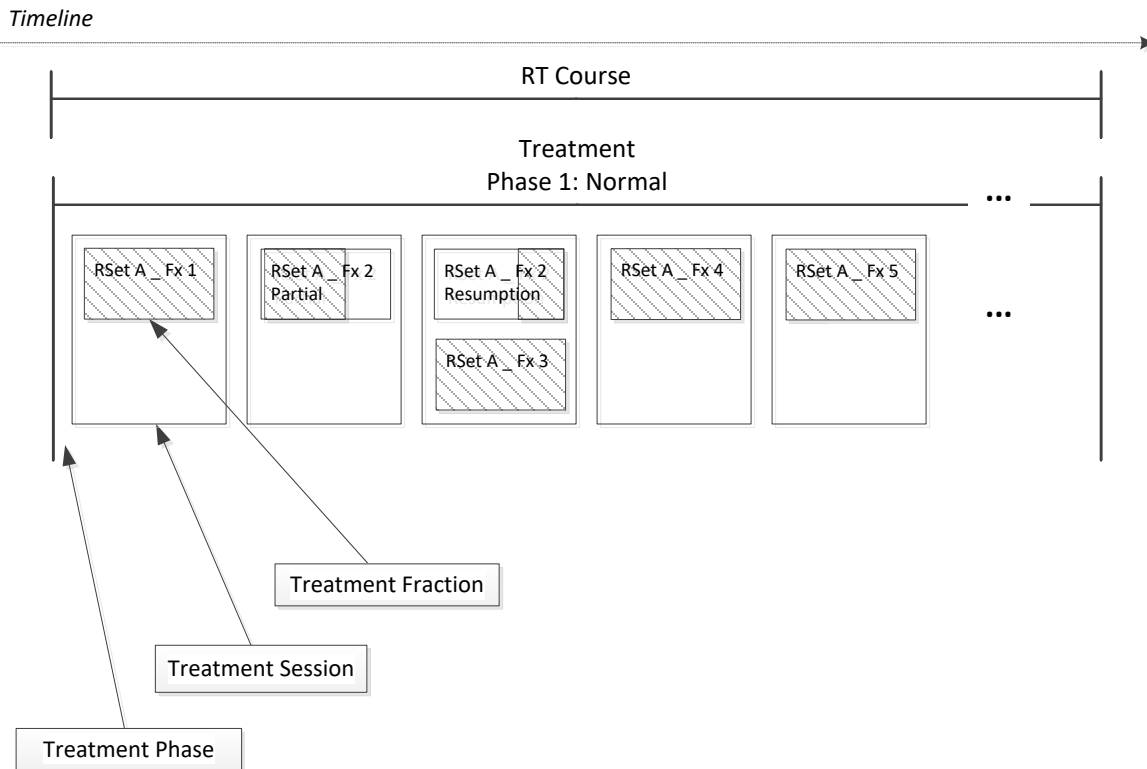 Timeline
RT Course
Treatment
Phase 1: Normal
...
RSet A _ Fx 1
RSet A _ Fx 2
Partial
RSet A _ Fx 2
Resumption
RSet A _ Fx 4
RSet A _ Fx 5
...
RSet A _ Fx 3
Treatment Fraction
Treatment Session
Treatment Phase